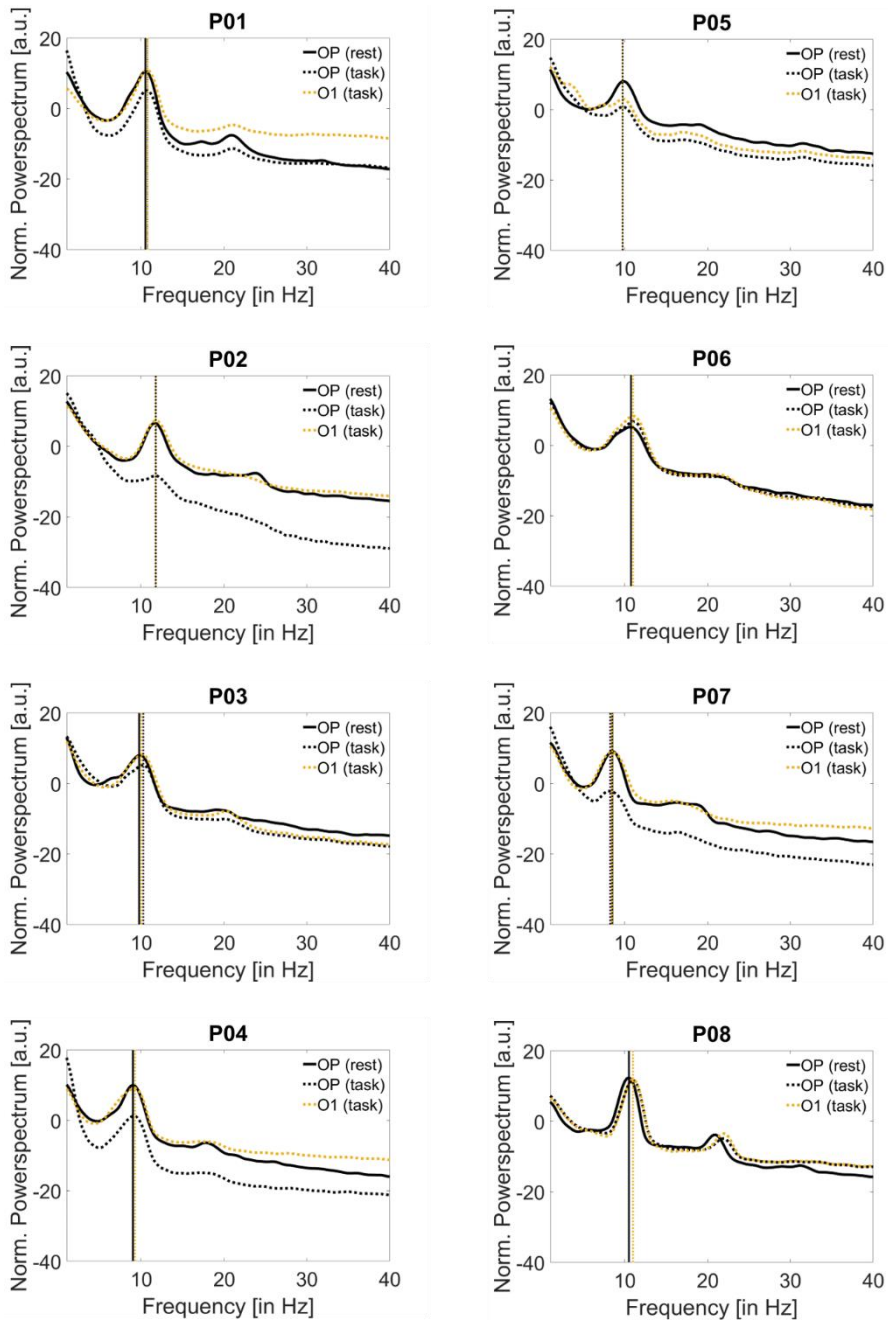 P01
20
0
-20
-40
10
20
30
40
Norm. Powerspectrum [a.u.]
Frequency [in Hz]
OP (rest)
OP (task)
O1 (task)
P05
20
0
-20
-40
10
20
30
40
Norm. Powerspectrum [a.u.]
Frequency [in Hz]
OP (rest)
OP (task)
O1 (task)
P02
20
0
-20
-40
10
20
30
40
Norm. Powerspectrum [a.u.]
Frequency [in Hz]
OP (rest)
OP (task)
O1 (task)
P06
20
0
-20
-40
10
20
30
40
Norm. Powerspectrum [a.u.]
Frequency [in Hz]
OP (rest)
OP (task)
O1 (task)
P03
20
0
-20
-40
10
20
30
40
Norm. Powerspectrum [a.u.]
Frequency [in Hz]
OP (rest)
OP (task)
O1 (task)
P07
20
0
-20
-40
10
20
30
40
Norm. Powerspectrum [a.u.]
Frequency [in Hz]
OP (rest)
OP (task)
O1 (task)
P04
20
0
-20
-40
10
20
30
40
Norm. Powerspectrum [a.u.]
Frequency [in Hz]
OP (rest)
OP (task)
O1 (task)
P08
20
0
-20
-40
10
20
30
40
Norm. Powerspectrum [a.u.]
Frequency [in Hz]
OP (rest)
OP (task)
O1 (task)